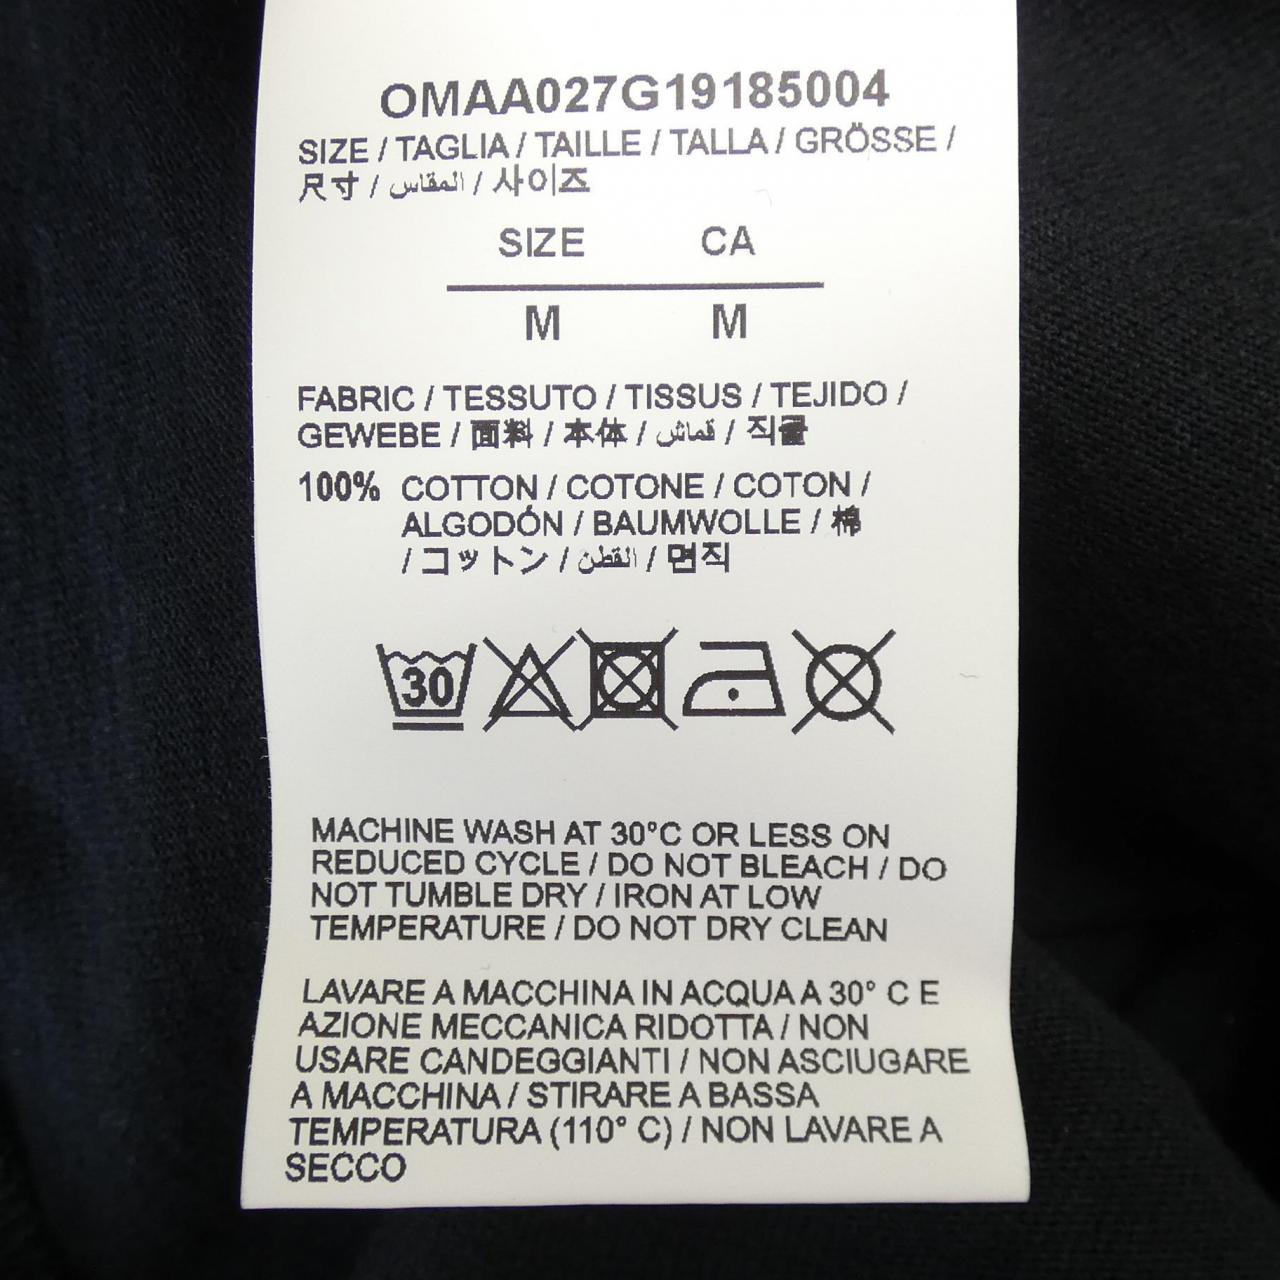 OMAA027G19185004
SIZE / TAGLIA / TAILLE / TALLA / GRÖSSE /
尺寸 / المقاس / 사이즈
SIZE CA
M M
FABRIC / TESSUTO / TISSUS / TEJIDO /
GEWEBE / 面料 / 本体 / قماش / 직물
100% COTTON / COTONE / COTON /
ALGODÓN / BAUMWOLLE / 棉
/ コットン / القطن / 면직
30
MACHINE WASH AT 30°C OR LESS ON
REDUCED CYCLE / DO NOT BLEACH / DO
NOT TUMBLE DRY / IRON AT LOW
TEMPERATURE / DO NOT DRY CLEAN
LAVARE A MACCHINA IN ACQUA A 30° C E
AZIONE MECCANICA RIDOTTA / NON
USARE CANDEGGIANTI / NON ASCIUGARE
A MACCHINA / STIRARE A BASSA
TEMPERATURA (110° C) / NON LAVARE A
SECCO